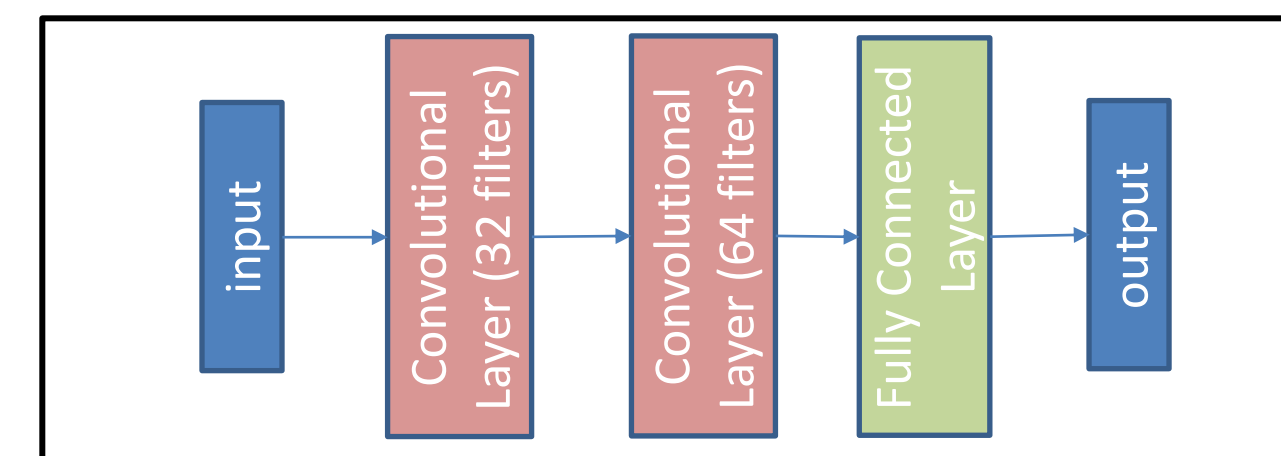 input
Convolutional
Layer (32 filters)
Convolutional
Layer (64 filters)
Fully Connected
Layer
output